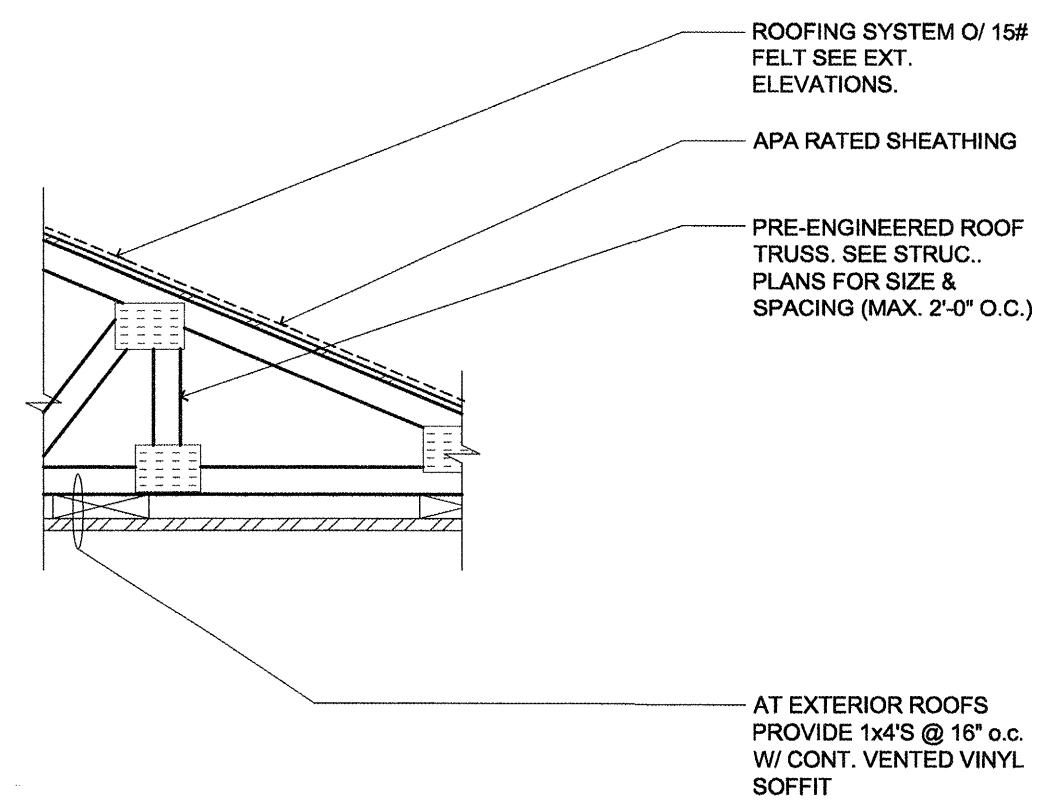 ROOFING SYSTEM O/ 15#
FELT SEE EXT.
ELEVATIONS.
APA RATED SHEATHING
PRE-ENGINEERED ROOF
TRUSS. SEE STRUC..
PLANS FOR SIZE &
SPACING (MAX. 2'-0" O.C.)
AT EXTERIOR ROOFS
PROVIDE 1x4'S @ 16" o.c.
W/ CONT. VENTED VINYL
SOFFIT